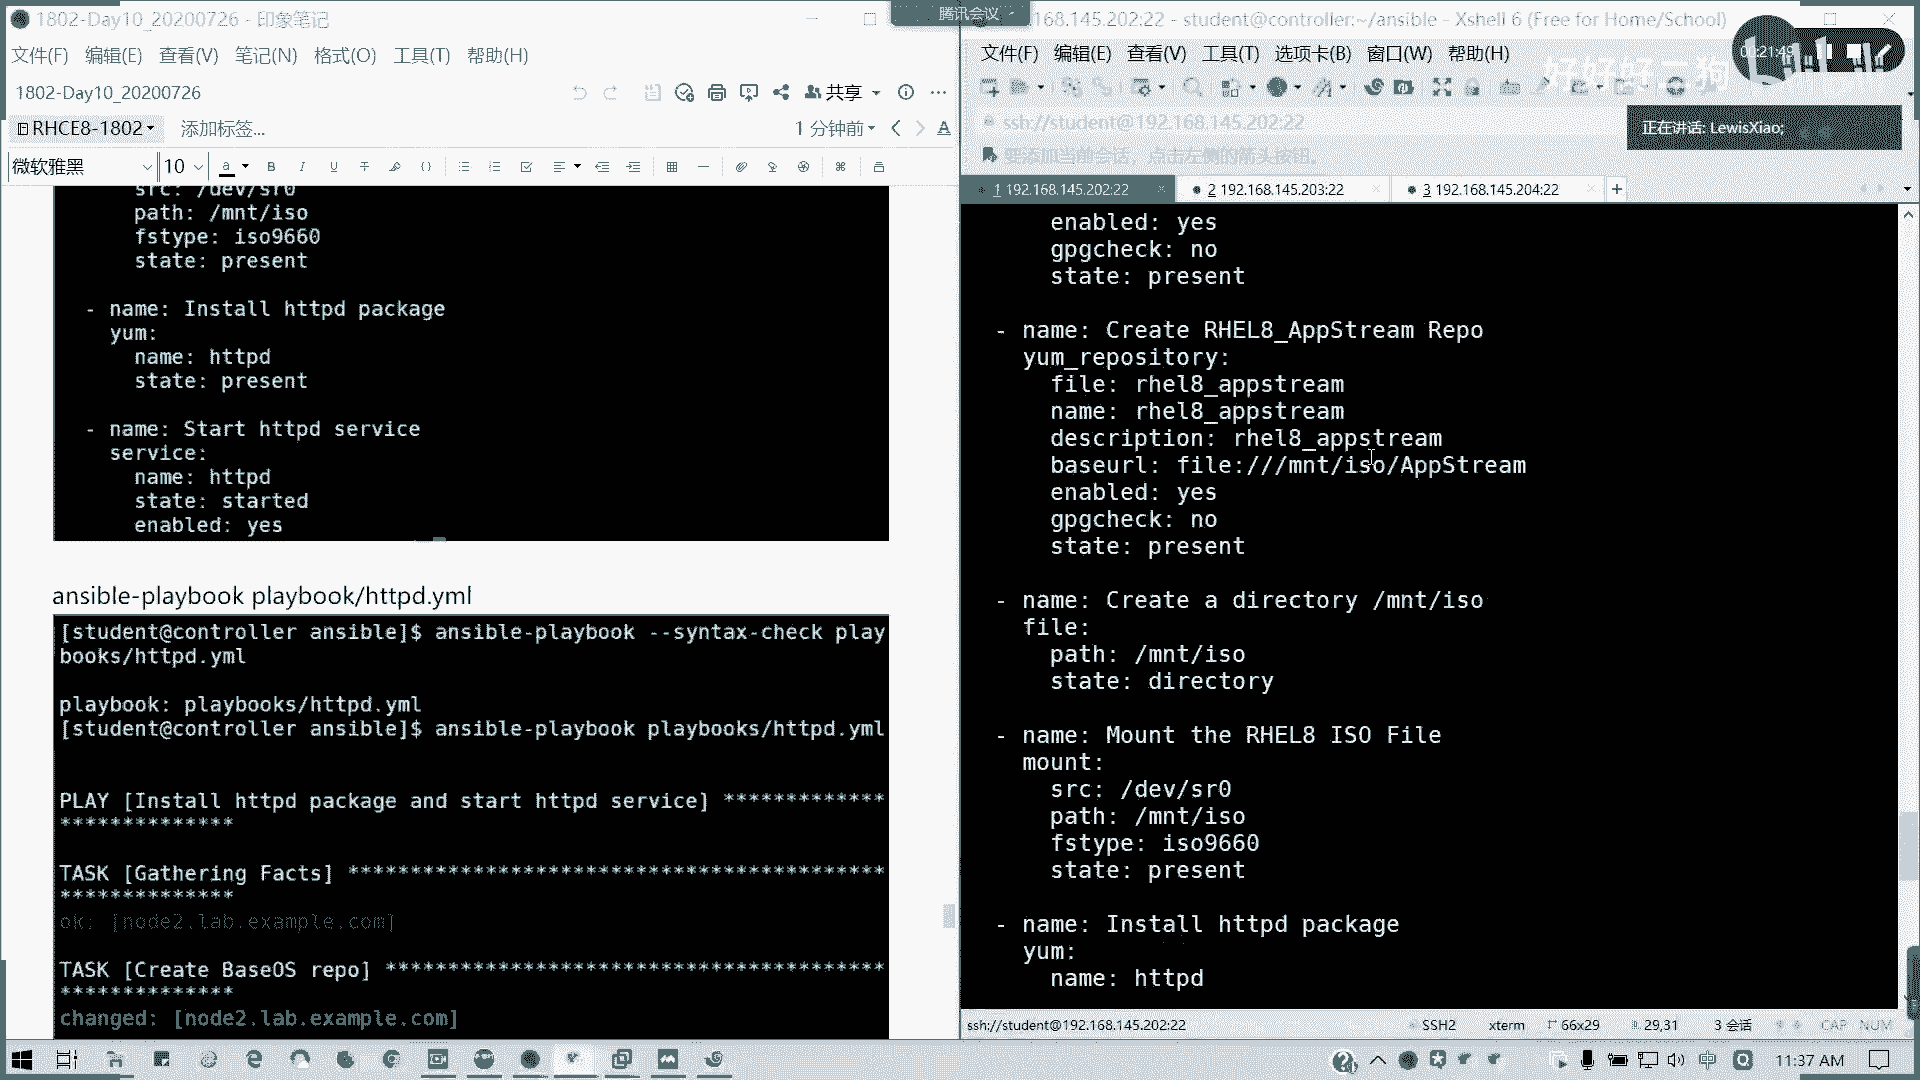 1802-Day10_20200726 - 印象笔记
文件(F) 编辑(E) 查看(V) 笔记(N) 格式(O) 工具(T) 帮助(H)
1802-Day10_20200726
共享
RHCE8-1802
添加标签...
1 分钟前
微软雅黑
10
src: /dev/sr0
path: /mnt/iso
fstype: iso9660
state: present
- name: Install httpd package
yum:
name: httpd
state: present
- name: Start httpd service
service:
name: httpd
state: started
enabled: yes
ansible-playbook playbook/httpd.yml
[student@controller ansible]$ ansible-playbook --syntax-check play
books/httpd.yml
playbook: playbooks/httpd.yml
[student@controller ansible]$ ansible-playbook playbooks/httpd.yml
PLAY [Install httpd package and start httpd service] *************
**************
TASK [Gathering Facts] *******************************************
**************
ok: [node2.lab.example.com]
TASK [Create BaseOS repo] ****************************************
**************
changed: [node2.lab.example.com]
腾讯会议
168.145.202:22 - student@controller:~/ansible - Xshell 6 (Free for Home/School)
文件(F) 编辑(E) 查看(V) 工具(T) 选项卡(B) 窗口(W) 帮助(H)
ssh://student@192.168.145.202:22
正在讲话: LewisXiao;
要添加当前会话，点击左侧的箭头按钮。
1 192.168.145.202:22
2 192.168.145.203:22
3 192.168.145.204:22
enabled: yes
gpgcheck: no
state: present
- name: Create RHEL8_AppStream Repo
yum_repository:
file: rhel8_appstream
name: rhel8_appstream
description: rhel8_appstream
baseurl: file:///mnt/iso/AppStream
enabled: yes
gpgcheck: no
state: present
- name: Create a directory /mnt/iso
file:
path: /mnt/iso
state: directory
- name: Mount the RHEL8 ISO File
mount:
src: /dev/sr0
path: /mnt/iso
fstype: iso9660
state: present
- name: Install httpd package
yum:
name: httpd
ssh://student@192.168.145.202:22
SSH2
xterm
66x29
29,31
3 会话
CAP NUM
中
11:37 AM